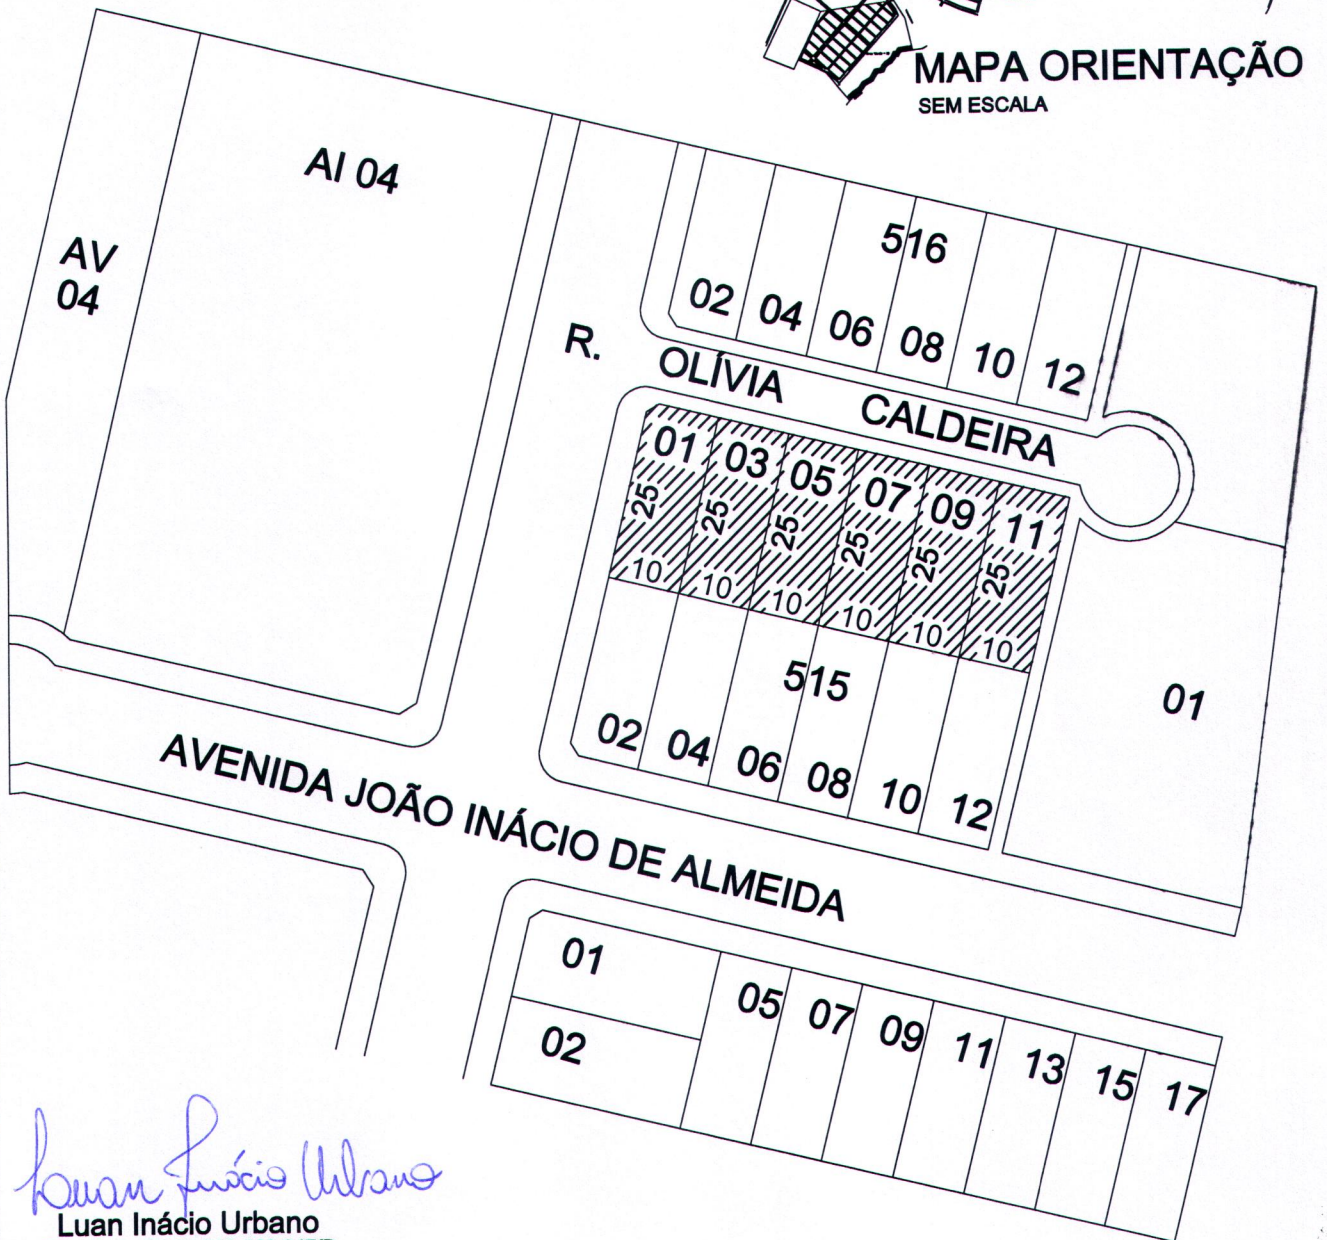 MAPA ORIENTAÇÃO
SEM ESCALA
AI 04
AV
04
516
02 04 06 08 10 12
R. OLÍVIA CALDEIRA
01 03 05 07 09 11
25 25 25 25 25 25
10 10 10 10 10 10
515
01
02 04 06 08 10 12
AVENIDA JOÃO INÁCIO DE ALMEIDA
01
02
05 07 09 11 13 15 17
Luan Inácio Urbano
Luan Inácio Urbano